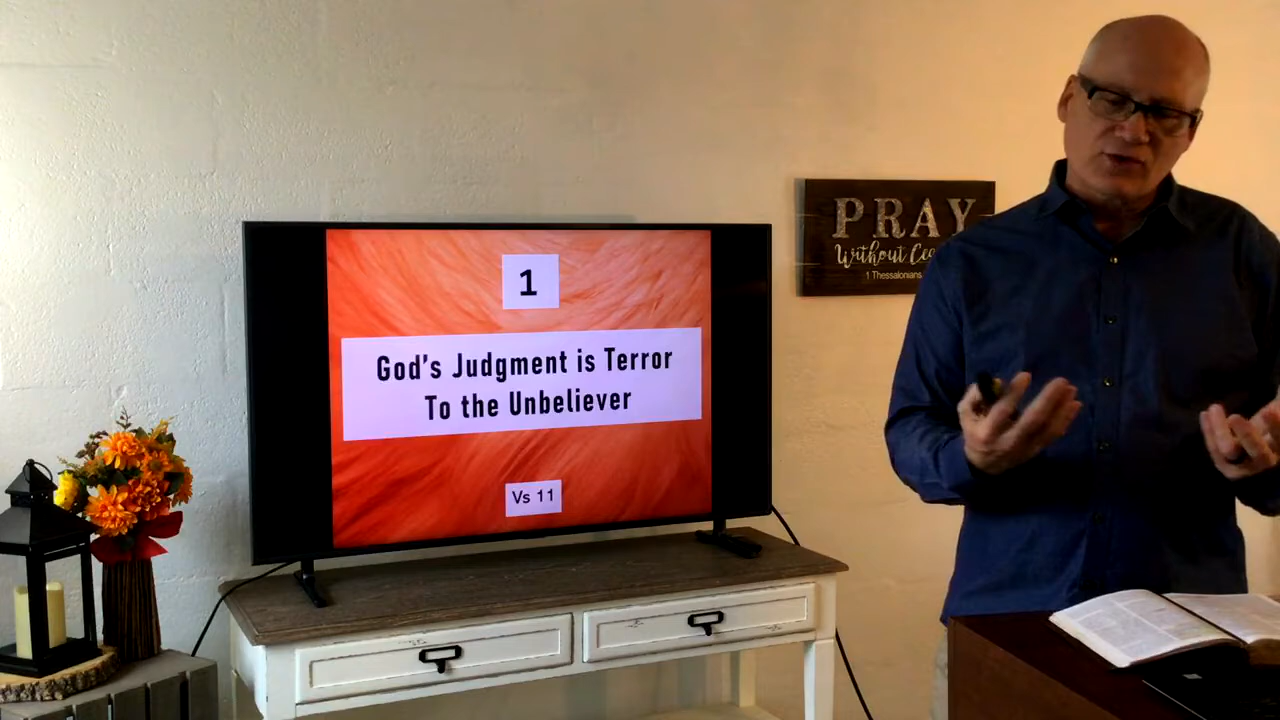 1
God's Judgment is Terror
To the Unbeliever
Vs 11
PRAY
Without
1 Thessalonians